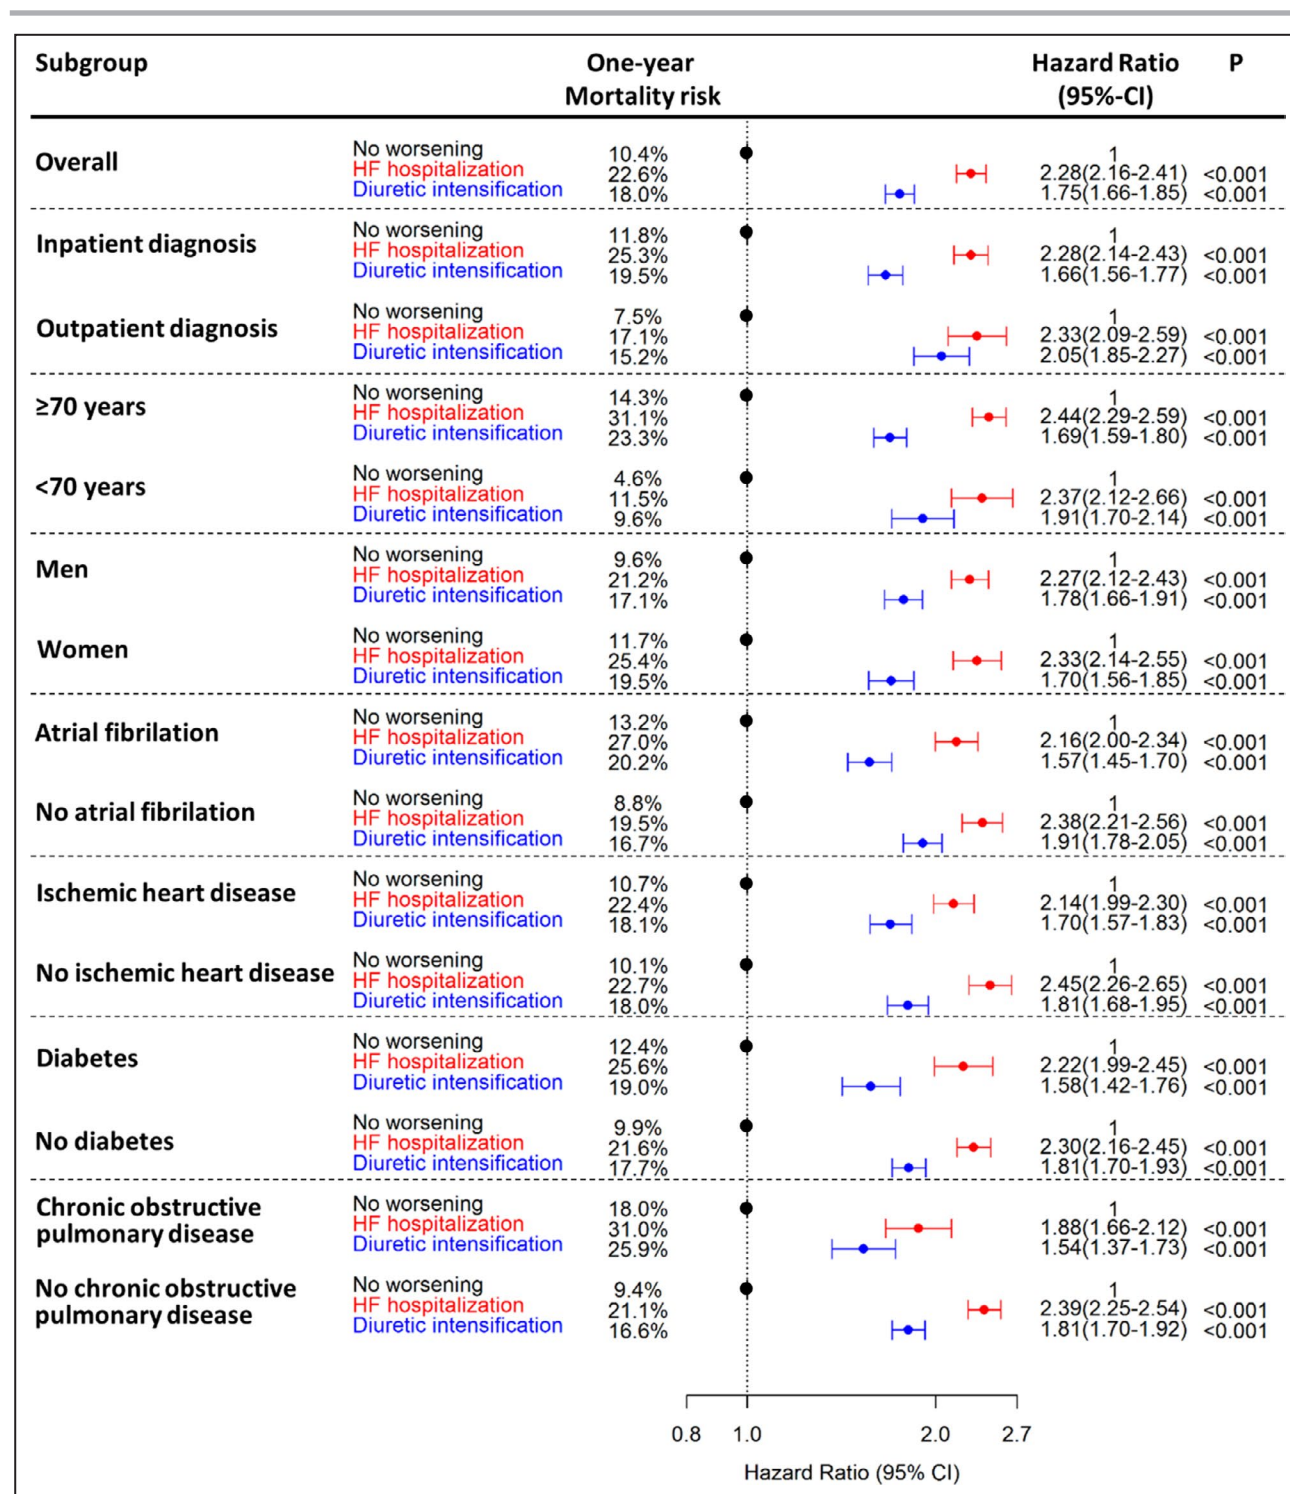 Subgroup One-year Mortality risk Hazard Ratio (95%-CI) P
Overall No worsening 10.4% 1
HF hospitalization 22.6% 2.28(2.16-2.41) <0.001
Diuretic intensification 18.0% 1.75(1.66-1.85) <0.001
Inpatient diagnosis No worsening 11.8% 1
HF hospitalization 25.3% 2.28(2.14-2.43) <0.001
Diuretic intensification 19.5% 1.66(1.56-1.77) <0.001
Outpatient diagnosis No worsening 7.5% 1
HF hospitalization 17.1% 2.33(2.09-2.59) <0.001
Diuretic intensification 15.2% 2.05(1.85-2.27) <0.001
≥70 years No worsening 14.3% 1
HF hospitalization 31.1% 2.44(2.29-2.59) <0.001
Diuretic intensification 23.3% 1.69(1.59-1.80) <0.001
<70 years No worsening 4.6% 1
HF hospitalization 11.5% 2.37(2.12-2.66) <0.001
Diuretic intensification 9.6% 1.91(1.70-2.14) <0.001
Men No worsening 9.6% 1
HF hospitalization 21.2% 2.27(2.12-2.43) <0.001
Diuretic intensification 17.1% 1.78(1.66-1.91) <0.001
Women No worsening 11.7% 1
HF hospitalization 25.4% 2.33(2.14-2.55) <0.001
Diuretic intensification 19.5% 1.70(1.56-1.85) <0.001
Atrial fibrilation No worsening 13.2% 1
HF hospitalization 27.0% 2.16(2.00-2.34) <0.001
Diuretic intensification 20.2% 1.57(1.45-1.70) <0.001
No atrial fibrilation No worsening 8.8% 1
HF hospitalization 19.5% 2.38(2.21-2.56) <0.001
Diuretic intensification 16.7% 1.91(1.78-2.05) <0.001
Ischemic heart disease No worsening 10.7% 1
HF hospitalization 22.4% 2.14(1.99-2.30) <0.001
Diuretic intensification 18.1% 1.70(1.57-1.83) <0.001
No ischemic heart disease No worsening 10.1% 1
HF hospitalization 22.7% 2.45(2.26-2.65) <0.001
Diuretic intensification 18.0% 1.81(1.68-1.95) <0.001
Diabetes No worsening 12.4% 1
HF hospitalization 25.6% 2.22(1.99-2.45) <0.001
Diuretic intensification 19.0% 1.58(1.42-1.76) <0.001
No diabetes No worsening 9.9% 1
HF hospitalization 21.6% 2.30(2.16-2.45) <0.001
Diuretic intensification 17.7% 1.81(1.70-1.93) <0.001
Chronic obstructive No worsening 18.0% 1
pulmonary disease HF hospitalization 31.0% 1.88(1.66-2.12) <0.001
Diuretic intensification 25.9% 1.54(1.37-1.73) <0.001
No chronic obstructive No worsening 9.4% 1
pulmonary disease HF hospitalization 21.1% 2.39(2.25-2.54) <0.001
Diuretic intensification 16.6% 1.81(1.70-1.92) <0.001
0.8 1.0 2.0 2.7
Hazard Ratio (95% CI)